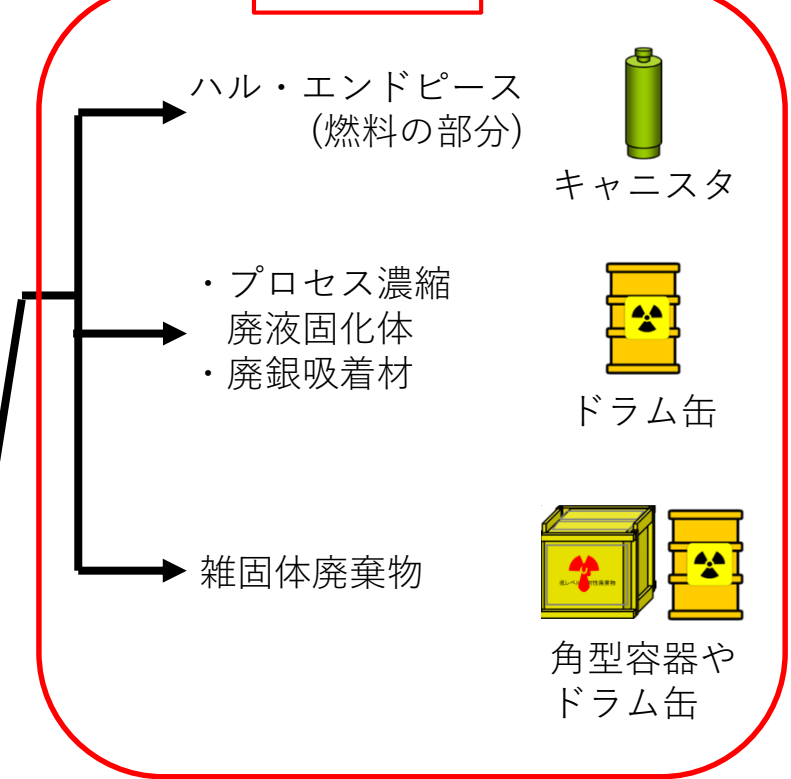 ハル・エンドピース
(燃料の部分)
キャニスタ
・プロセス濃縮
廃液固化体
・廃銀吸着材
ドラム缶
雑固体廃棄物
角型容器や
ドラム缶